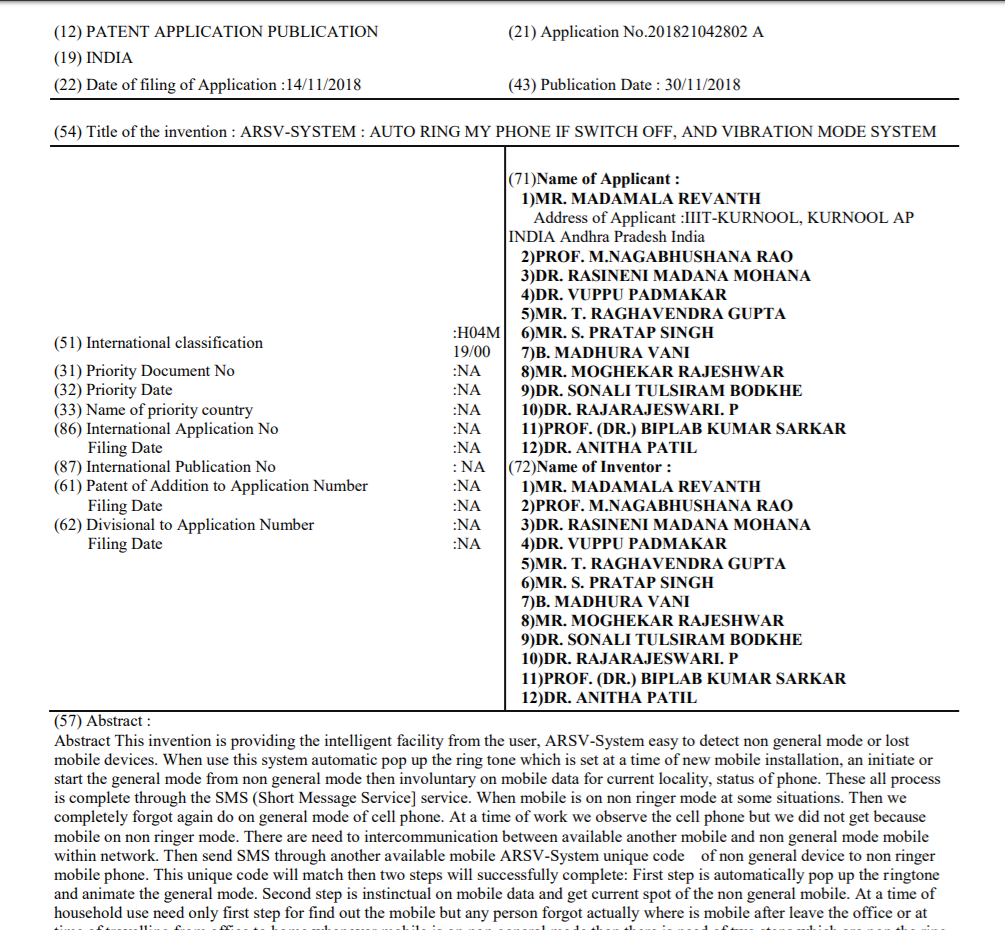 (12) PATENT APPLICATION PUBLICATION
(21) Application No.201821042802 A
(19) INDIA
(22) Date of filing of Application :14/11/2018
(43) Publication Date : 30/11/2018
(54) Title of the invention : ARSV-SYSTEM : AUTO RING MY PHONE IF SWITCH OFF, AND VIBRATION MODE SYSTEM
(51) International classification :H04M
19/00
(31) Priority Document No :NA
(32) Priority Date :NA
(33) Name of priority country :NA
(86) International Application No :NA
Filing Date :NA
(87) International Publication No : NA
(61) Patent of Addition to Application Number :NA
Filing Date :NA
(62) Divisional to Application Number :NA
Filing Date :NA
(71)Name of Applicant :
1)MR. MADAMALA REVANTH
Address of Applicant :IIIT-KURNOOL, KURNOOL AP
INDIA Andhra Pradesh India
2)PROF. M.NAGABHUSHANA RAO
3)DR. RASINENI MADANA MOHANA
4)DR. VUPPU PADMAKAR
5)MR. T. RAGHAVENDRA GUPTA
6)MR. S. PRATAP SINGH
7)B. MADHURA VANI
8)MR. MOGHEKAR RAJESHWAR
9)DR. SONALI TULSIRAM BODKHE
10)DR. RAJARAJESWARI. P
11)PROF. (DR.) BIPLAB KUMAR SARKAR
12)DR. ANITHA PATIL
(72)Name of Inventor :
1)MR. MADAMALA REVANTH
2)PROF. M.NAGABHUSHANA RAO
3)DR. RASINENI MADANA MOHANA
4)DR. VUPPU PADMAKAR
5)MR. T. RAGHAVENDRA GUPTA
6)MR. S. PRATAP SINGH
7)B. MADHURA VANI
8)MR. MOGHEKAR RAJESHWAR
9)DR. SONALI TULSIRAM BODKHE
10)DR. RAJARAJESWARI. P
11)PROF. (DR.) BIPLAB KUMAR SARKAR
12)DR. ANITHA PATIL
(57) Abstract :
Abstract This invention is providing the intelligent facility from the user, ARSV-System easy to detect non general mode or lost
mobile devices. When use this system automatic pop up the ring tone which is set at a time of new mobile installation, an initiate or
start the general mode from non general mode then involuntary on mobile data for current locality, status of phone. These all process
is complete through the SMS (Short Message Service] service. When mobile is on non ringer mode at some situations. Then we
completely forgot again do on general mode of cell phone. At a time of work we observe the cell phone but we did not get because
mobile on non ringer mode. There are need to intercommunication between available another mobile and non general mode mobile
within network. Then send SMS through another available mobile ARSV-System unique code of non general device to non ringer
mobile phone. This unique code will match then two steps will successfully complete: First step is automatically pop up the ringtone
and animate the general mode. Second step is instinctual on mobile data and get current spot of the non general mobile. At a time of
household use need only first step for find out the mobile but any person forgot actually where is mobile after leave the office or at